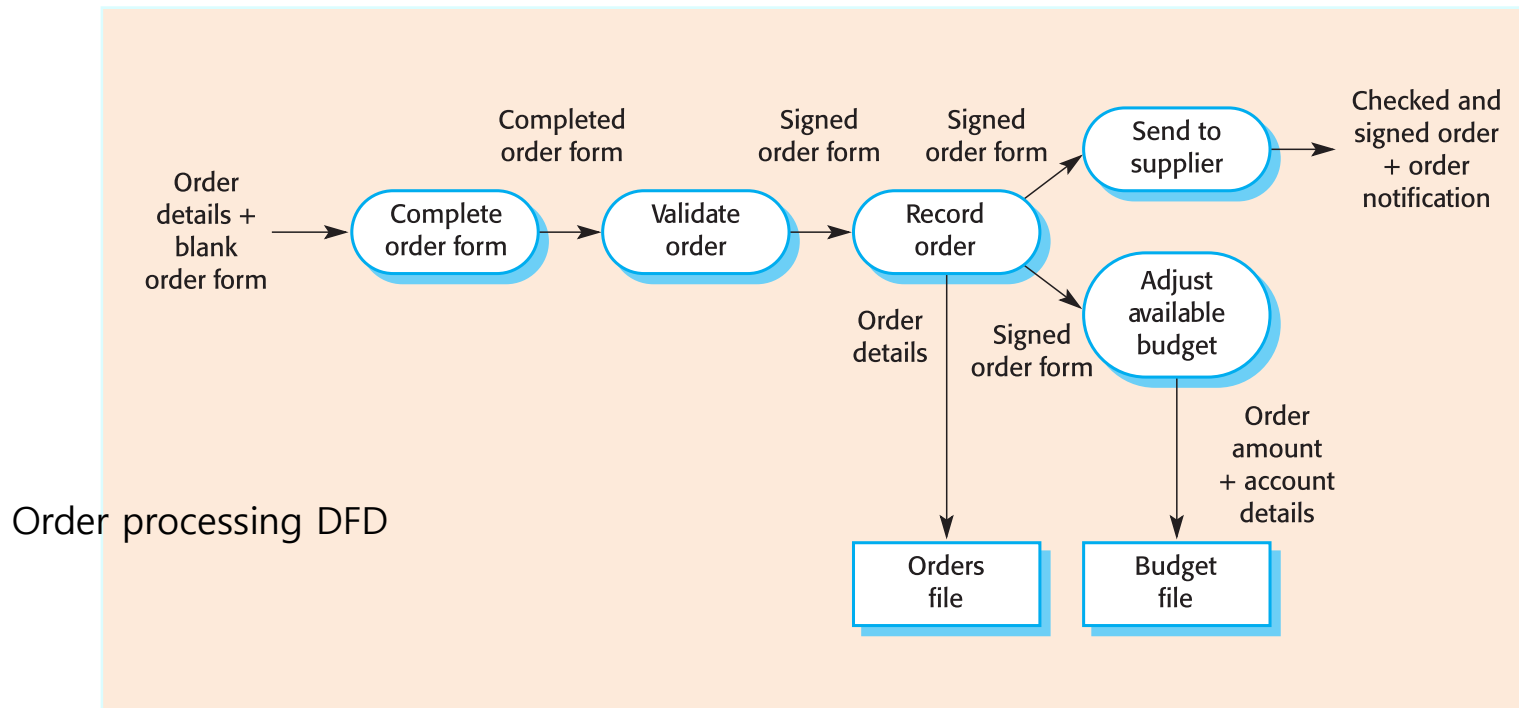 Completed
order form
Signed
order form
Signed
order form
Send to
supplier
Checked and
signed order
+ order
notification
Order
details +
blank
order form
Complete
order form
Validate
order
Record
order
Adjust
available
budget
Order
details
Signed
order form
Order
amount
+ account
details
Order processing DFD
Orders
file
Budget
file